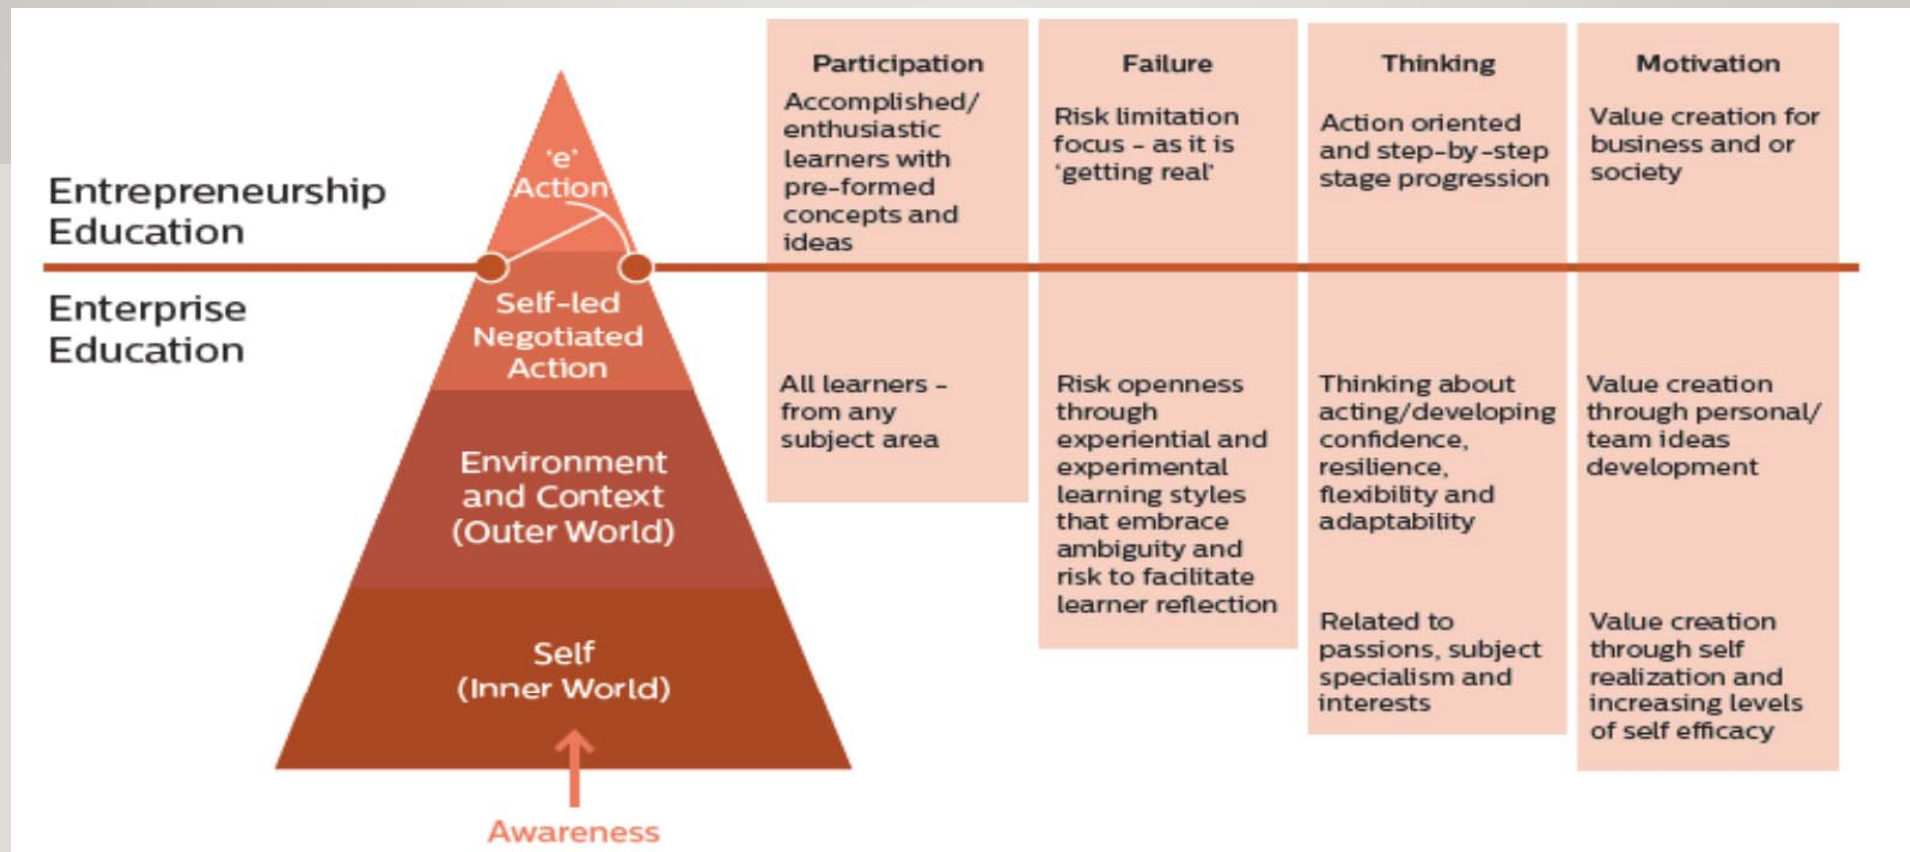 Entrepreneurship
Education
Enterprise
Education
'e'
Action
Self-led
Negotiated
Action
Environment
and Context
(Outer World)
Self
(Inner World)
Awareness
Participation
Accomplished/
enthusiastic
learners with
pre-formed
concepts and
ideas
All learners -
from any
subject area
Failure
Risk limitation
focus - as it is
'getting real'
Risk openness
through
experiential and
experimental
learning styles
that embrace
ambiguity and
risk to facilitate
learner reflection
Thinking
Action oriented
and step-by-step
stage progression
Thinking about
acting/developing
confidence,
resilience,
flexibility and
adaptability
Related to
passions, subject
specialism and
interests
Motivation
Value creation for
business and or
society
Value creation
through personal/
team ideas
development
Value creation
through self
realization and
increasing levels
of self efficacy